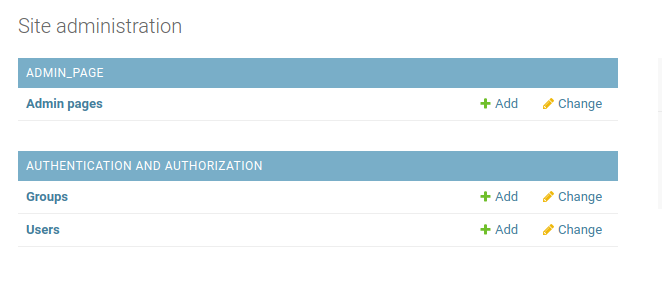 Site administration
ADMIN_PAGE
Admin pages Add Change
AUTHENTICATION AND AUTHORIZATION
Groups Add Change
Users Add Change